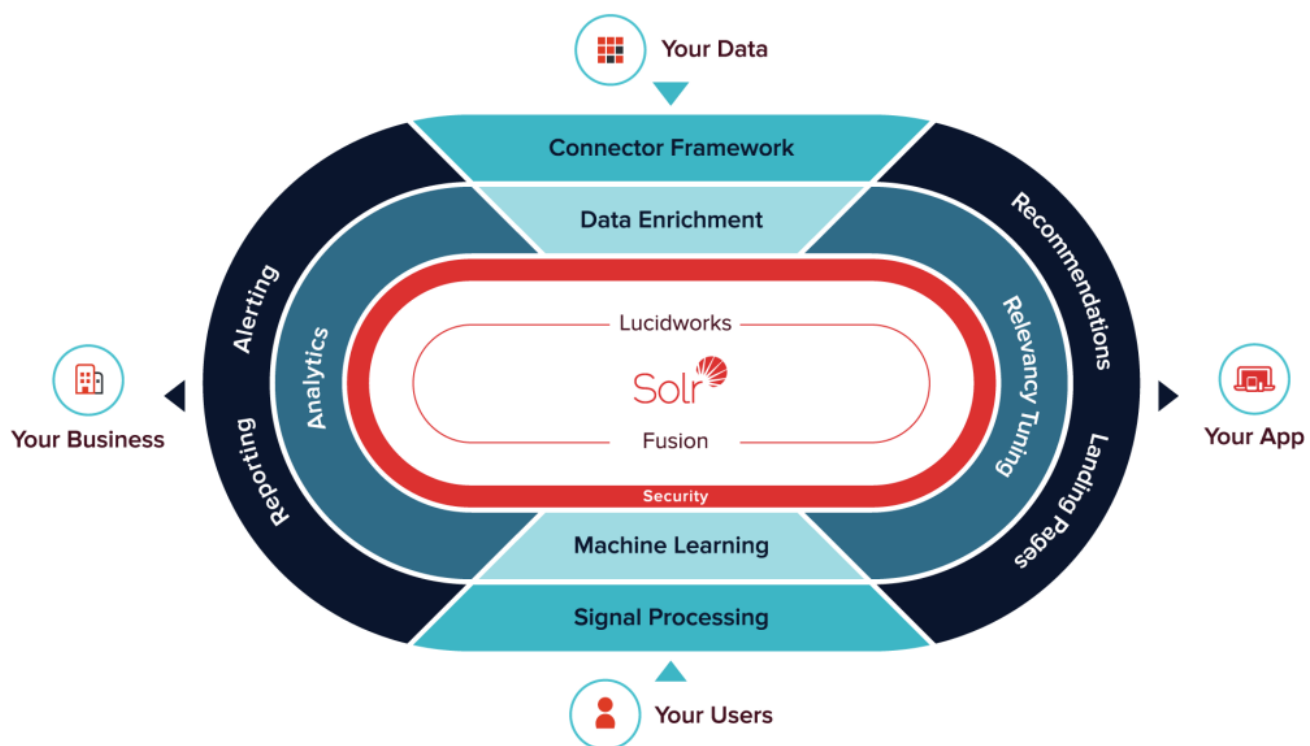 Your Data
Connector Framework
Data Enrichment
Alerting
Reporting
Analytics
Lucidworks
Solr
Fusion
Security
Relevancy Tuning
Recommendations
Landing Pages
Your Business
Your App
Machine Learning
Signal Processing
Your Users